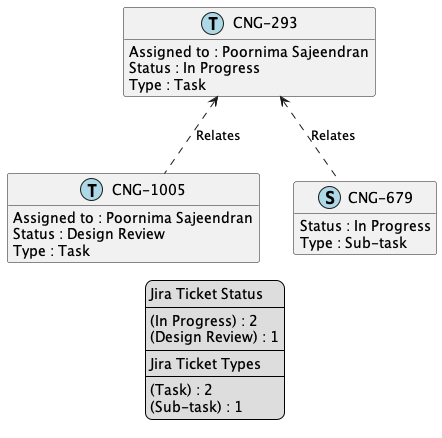 T CNG-293
Assigned to : Poornima Sajeendran
Status : In Progress
Type : Task
Relates
Relates
T CNG-1005
Assigned to : Poornima Sajeendran
Status : Design Review
Type : Task
S CNG-679
Status : In Progress
Type : Sub-task
Jira Ticket Status
(In Progress) : 2
(Design Review) : 1
Jira Ticket Types
(Task) : 2
(Sub-task) : 1